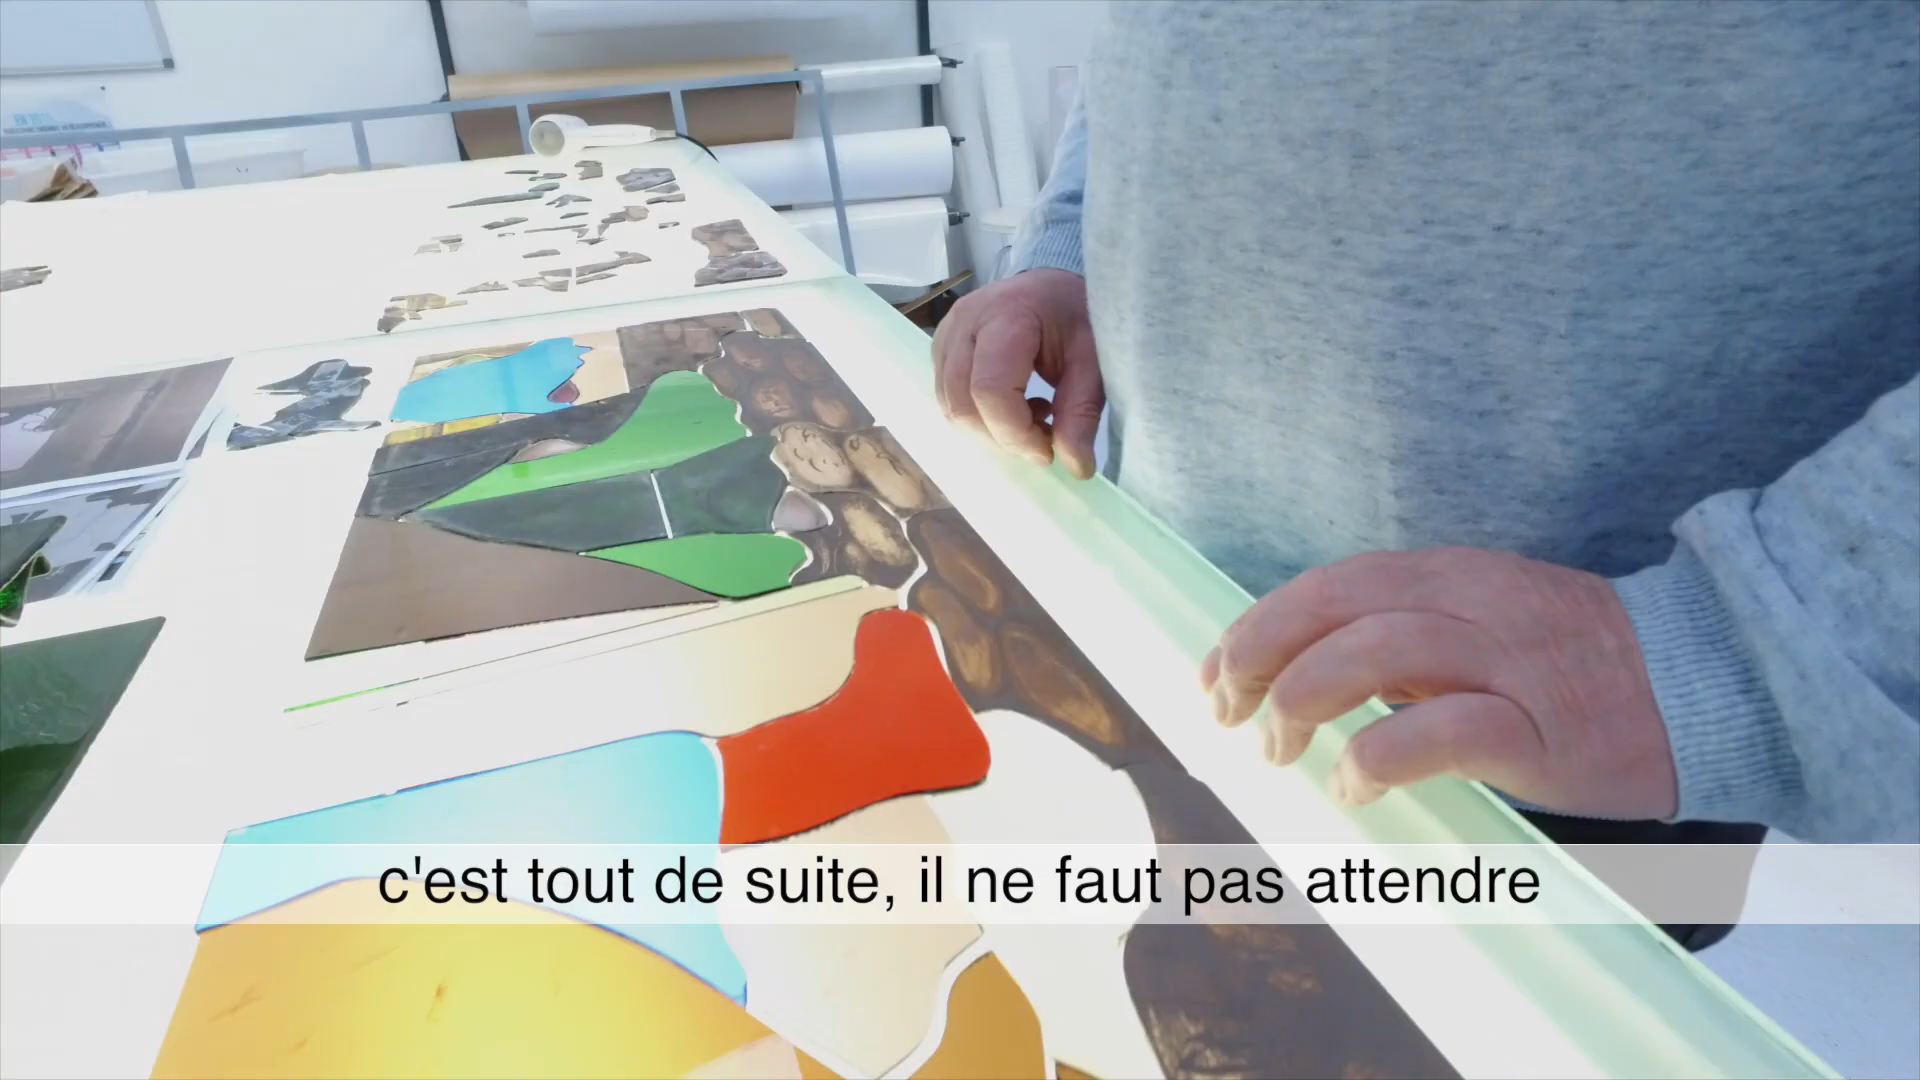 c'est tout de suite, il ne faut pas attendre